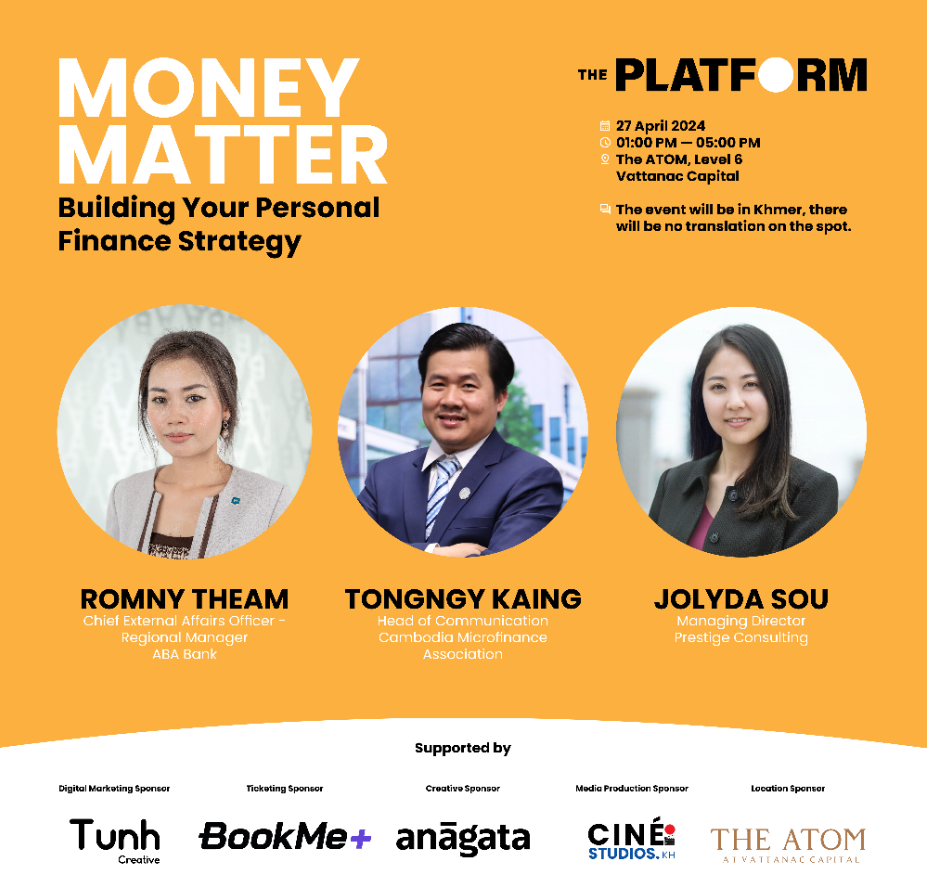 MONEY
MATTER
Building Your Personal
Finance Strategy
THE PLATFORM
27 April 2024
01:00 PM — 05:00 PM
The ATOM, Level 6
Vattanac Capital
The event will be in Khmer, there
will be no translation on the spot.
ROMNY THEAM
Chief External Affairs Officer -
Regional Manager
ABA Bank
TONGNGY KAING
Head of Communication
Cambodia Microfinance
Association
JOLYDA SOU
Managing Director
Prestige Consulting
Supported by
Digital Marketing Sponsor
Tunh
Creative
Ticketing Sponsor
BookMe+
Creative Sponsor
anāgata
Media Production Sponsor
CINÉ
STUDIOS.KH
Location Sponsor
THE ATOM
AT VATTANAC CAPITAL